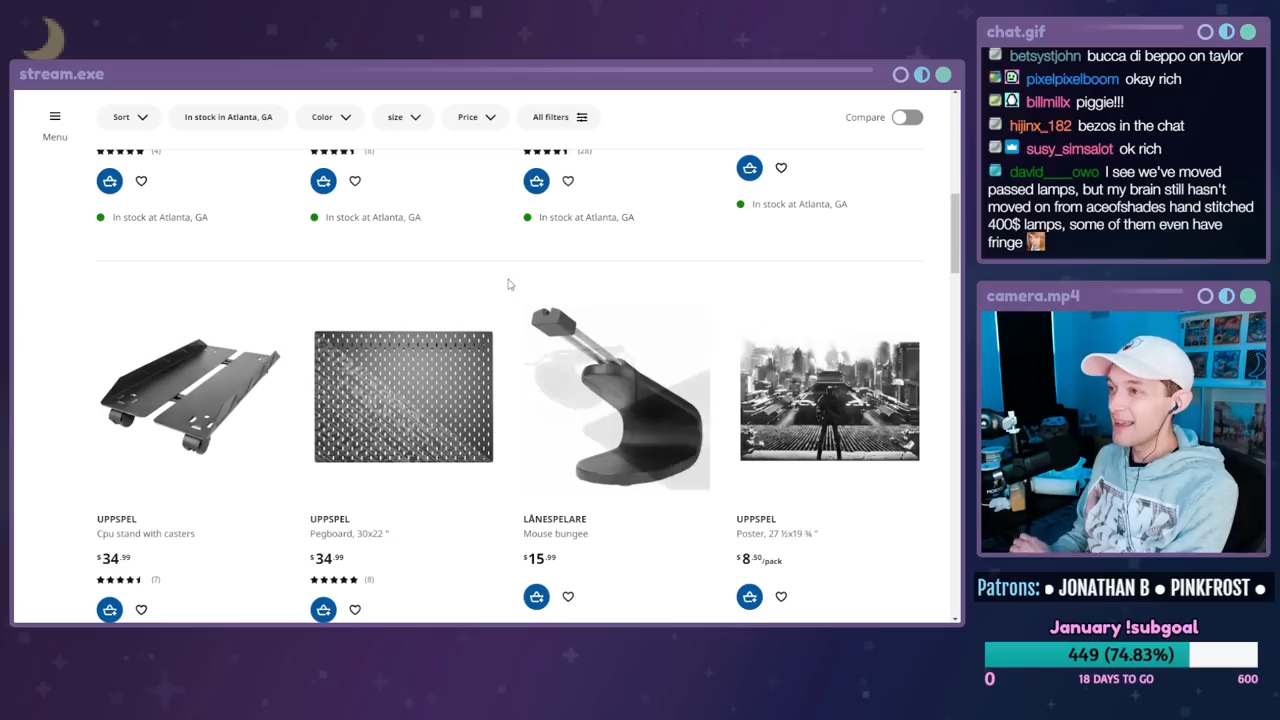 stream.exe
Menu
Sort
In stock in Atlanta, GA
Color
size
Price
All filters
Compare
(4)
(8)
(28)
In stock at Atlanta, GA
In stock at Atlanta, GA
In stock at Atlanta, GA
In stock at Atlanta, GA
UPPSPEL
Cpu stand with casters
$34.99
(7)
UPPSPEL
Pegboard, 30x22 "
$34.99
(8)
LÅNESPELARE
Mouse bungee
$15.99
UPPSPEL
Poster, 27 ½x19 ¾ "
$8.50/pack
chat.gif
betsystjohn bucca di beppo on taylor
pixelpixelboom okay rich
billmillx piggie!!!
hijinx_182 bezos in the chat
susy_simsalot ok rich
david____owo I see we've moved
passed lamps, but my brain still hasn't
moved on from aceofshades hand stitched
400$ lamps, some of them even have
fringe
camera.mp4
Patrons: • JONATHAN B • PINKFROST •
January !subgoal
449 (74.83%)
0
18 DAYS TO GO
600